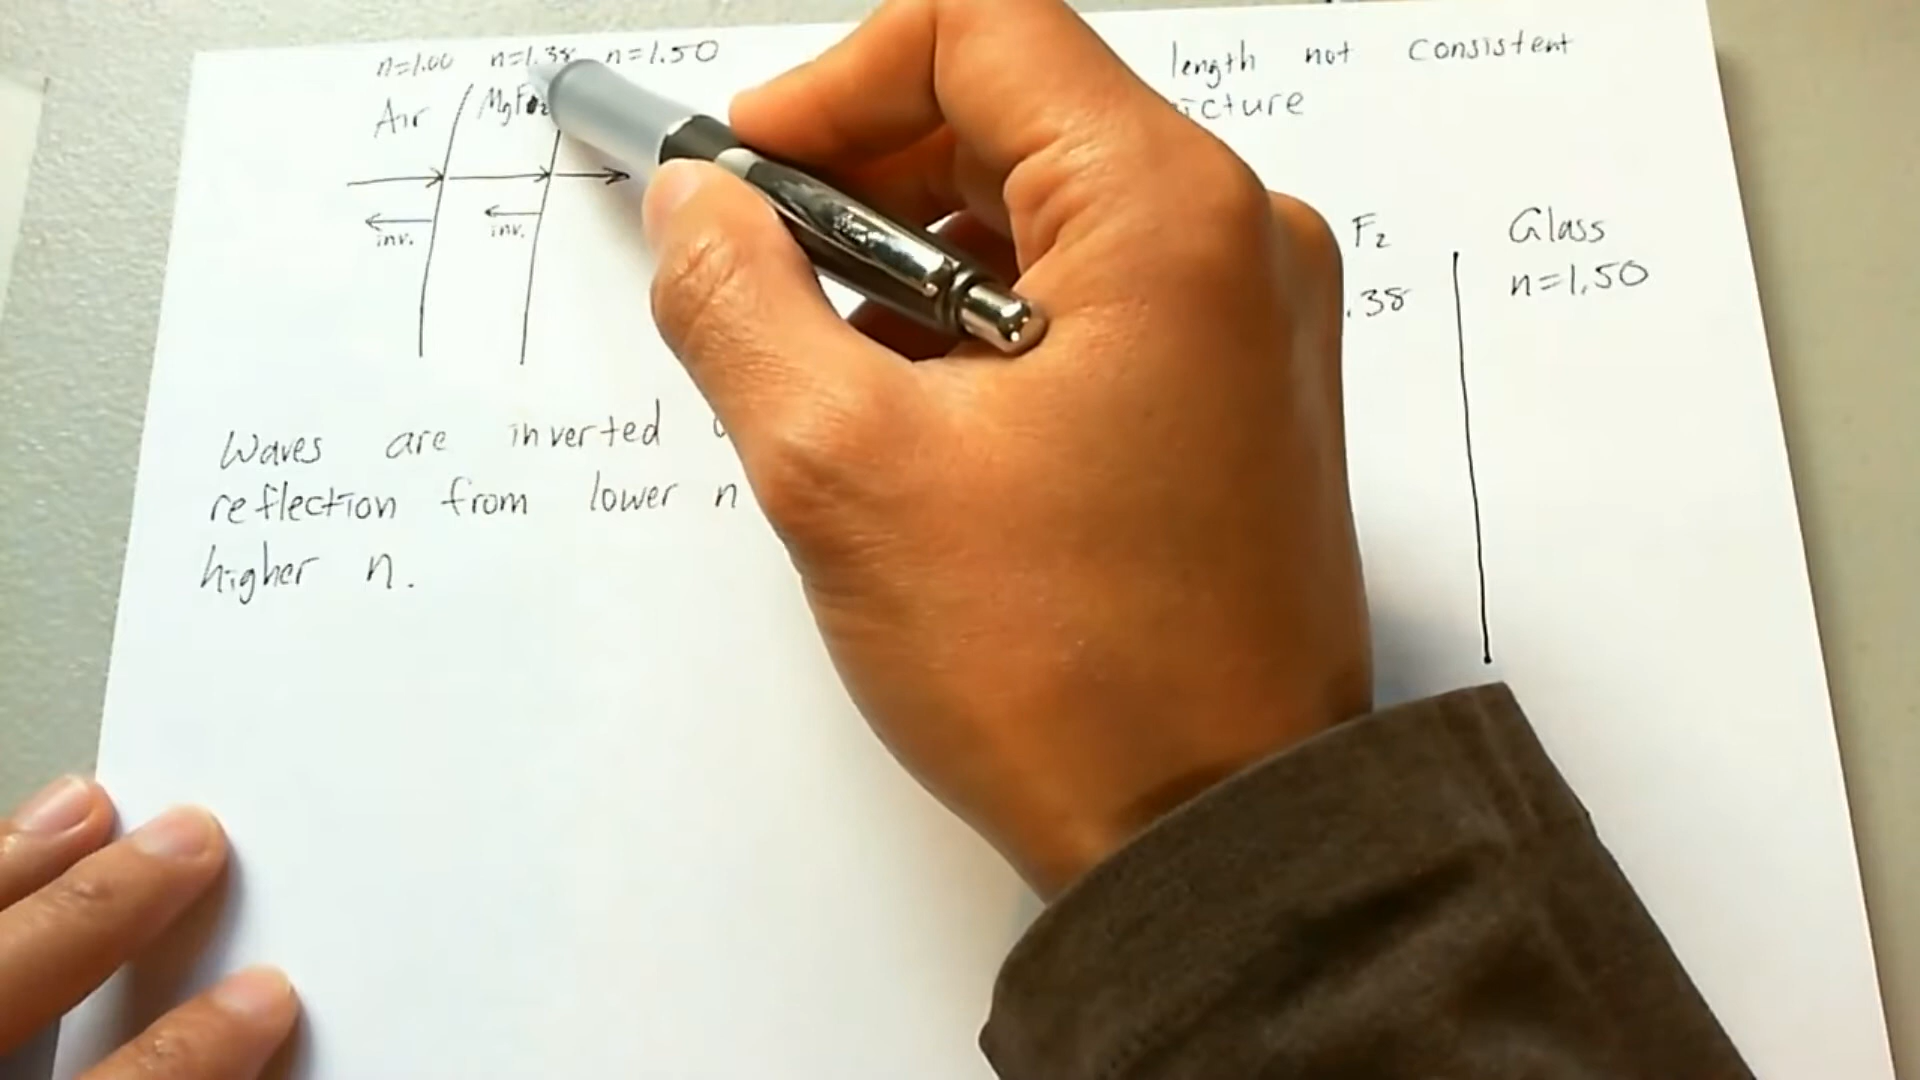 n=1.00 n=1.38 n=1.50
Air MgF2
inv. inv.
Waves are inverted
reflection from lower n
higher n.
length not consistent
icture
F2 Glass
.38 n=1.50